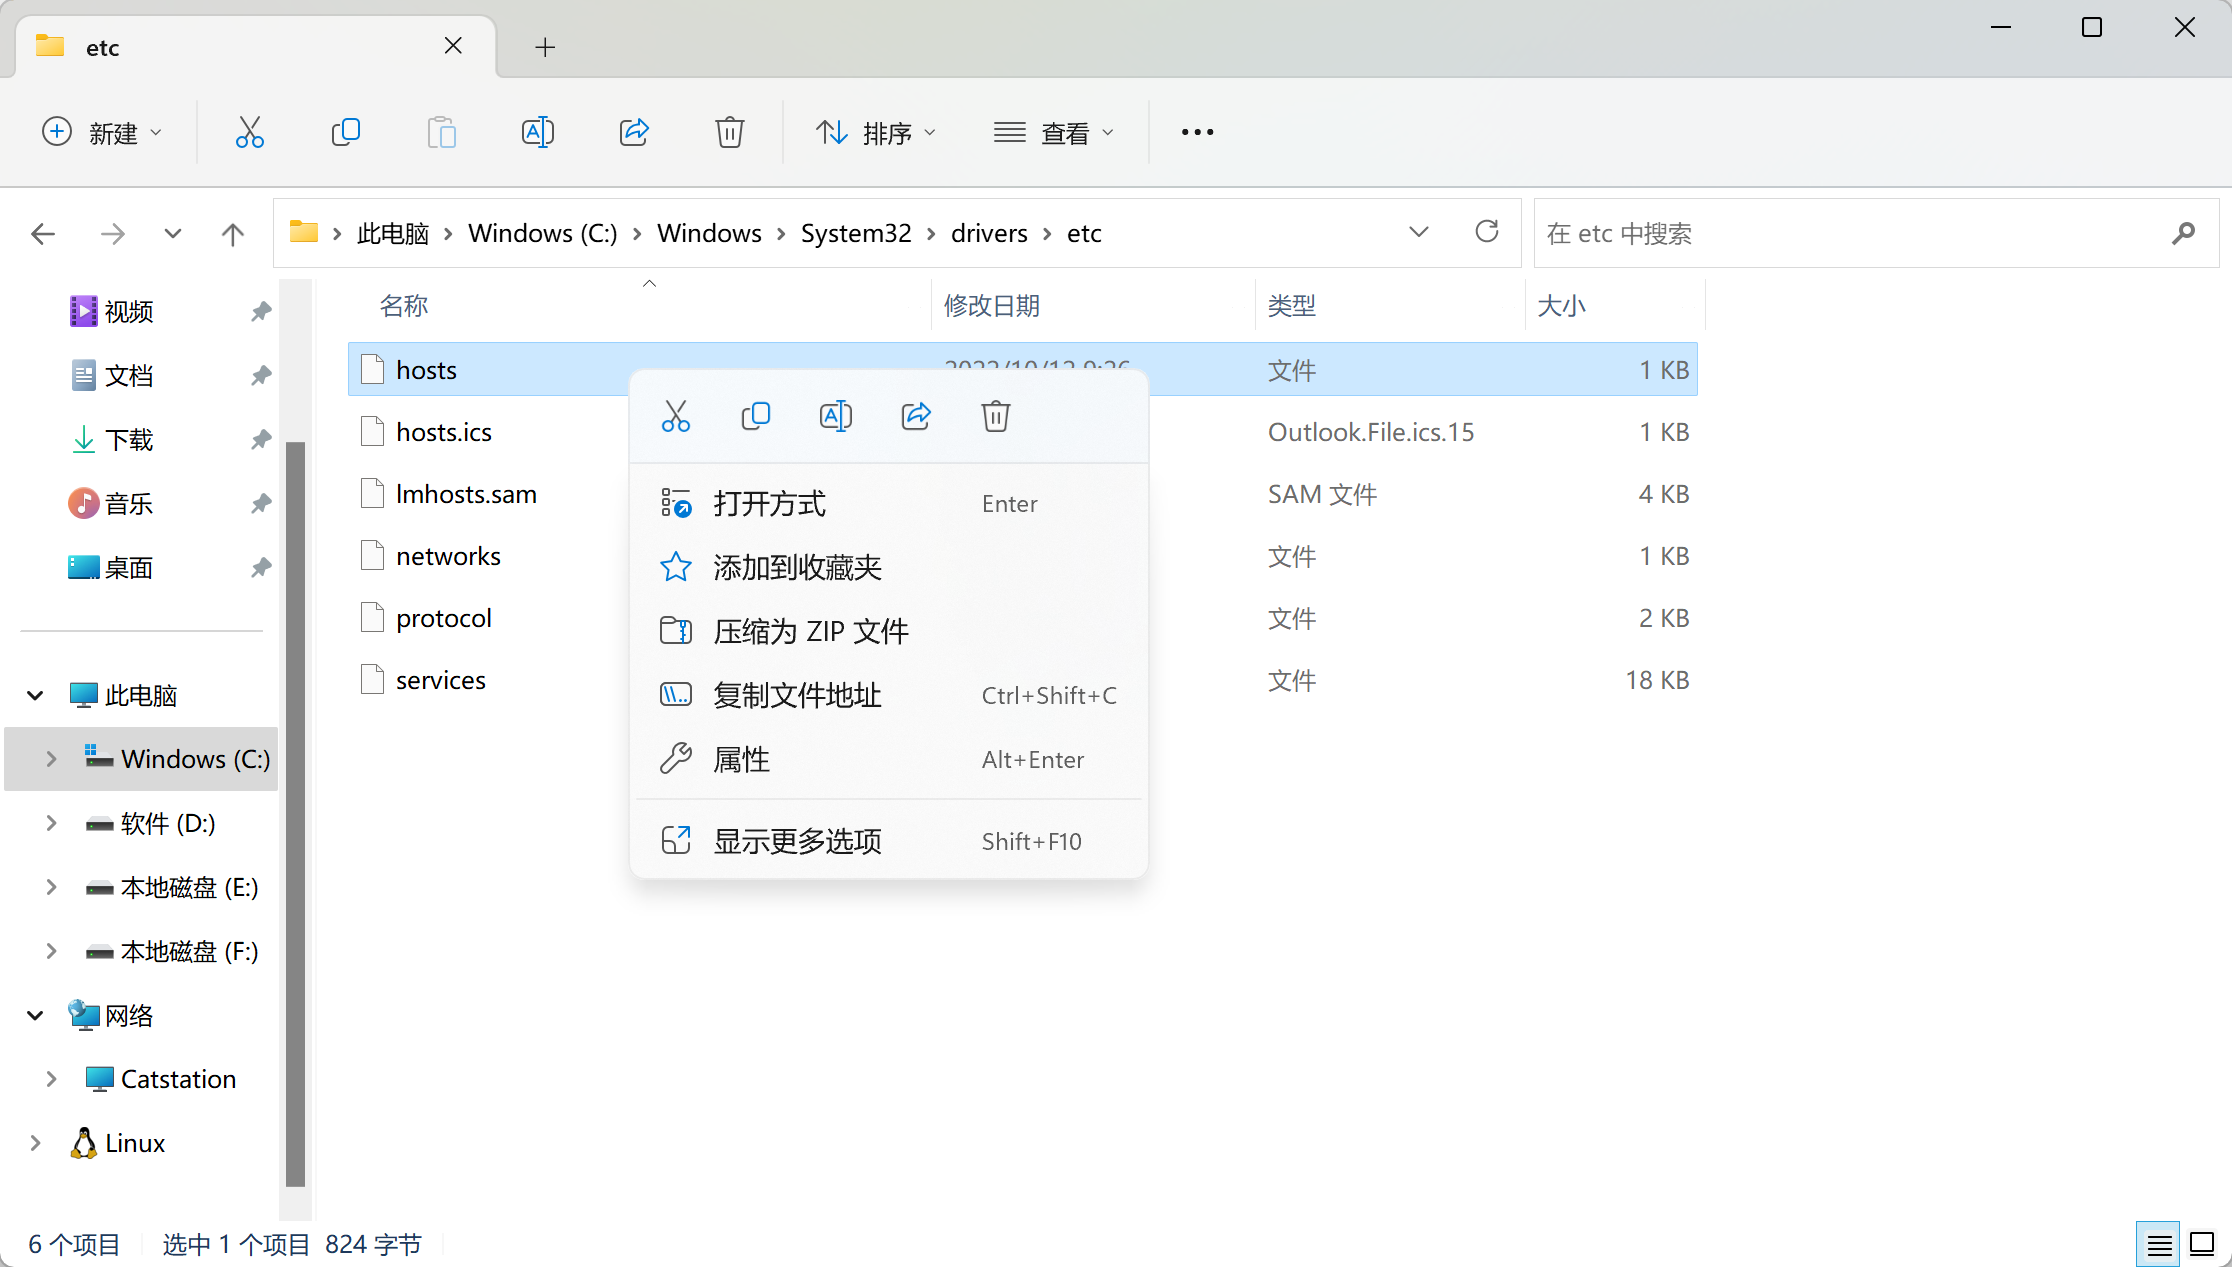 etc
新建
排序
查看
此电脑 > Windows (C:) > Windows > System32 > drivers > etc
在 etc 中搜索
视频
文档
下载
音乐
桌面
此电脑
Windows (C:)
软件 (D:)
本地磁盘 (E:)
本地磁盘 (F:)
网络
Catstation
Linux
名称 修改日期 类型 大小
hosts 文件 1 KB
hosts.ics Outlook.File.ics.15 1 KB
lmhosts.sam SAM 文件 4 KB
networks 文件 1 KB
protocol 文件 2 KB
services 文件 18 KB
打开方式 Enter
添加到收藏夹
压缩为 ZIP 文件
复制文件地址 Ctrl+Shift+C
属性 Alt+Enter
显示更多选项 Shift+F10
6 个项目 选中 1 个项目 824 字节